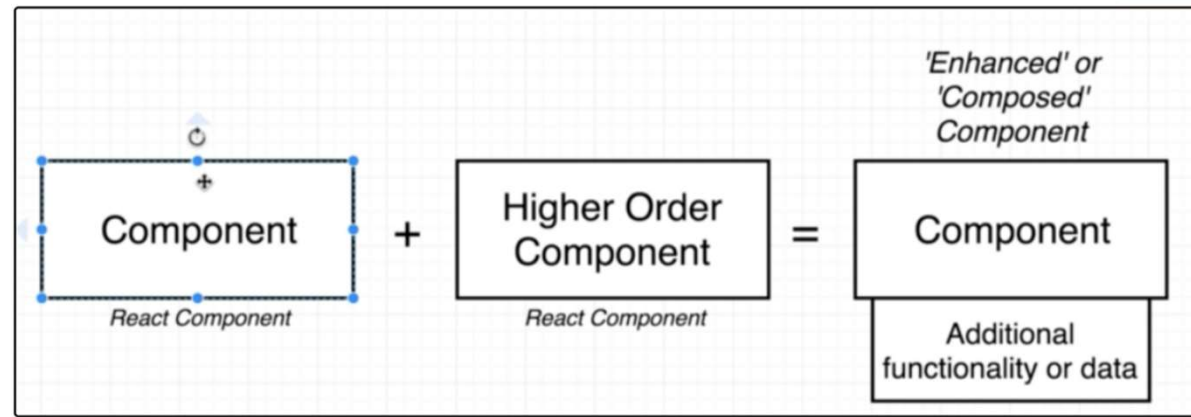 'Enhanced' or
'Composed'
Component
Component
+
Higher Order
Component
=
Component
React Component
React Component
Additional
functionality or data